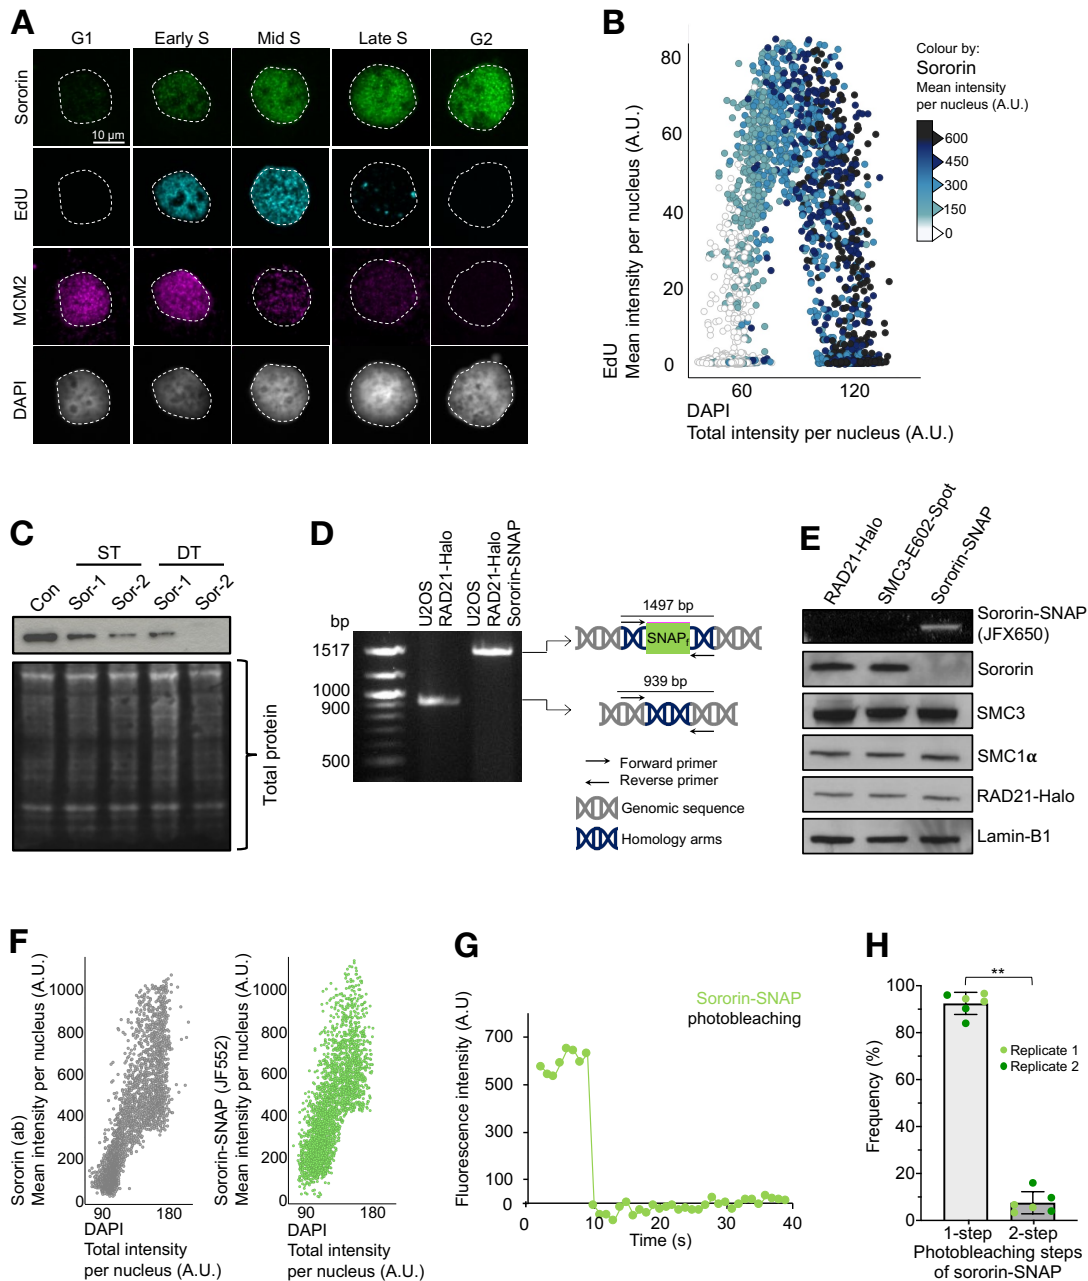 A
G1 Early S Mid S Late S G2
Sororin
10 µm
EdU
MCM2
DAPI
B
EdU
Mean intensity per nucleus (A.U.)
80
60
40
20
0
60 120
DAPI
Total intensity per nucleus (A.U.)
Colour by:
Sororin
Mean intensity
per nucleus (A.U.)
600
450
300
150
0
C
ST DT
Con Sor-1 Sor-2 Sor-1 Sor-2
Total protein
D
U2OS
RAD21-Halo
U2OS
RAD21-Halo
Sororin-SNAP
bp
1517
1000
900
500
1497 bp
SNAPf
939 bp
Forward primer
Reverse primer
Genomic sequence
Homology arms
E
RAD21-Halo
SMC3-E602-Spot
Sororin-SNAP
Sororin-SNAP
(JFX650)
Sororin
SMC3
SMC1α
RAD21-Halo
Lamin-B1
F
Sororin (ab)
Mean intensity per nucleus (A.U.)
1000
800
600
400
200
0
90 180
DAPI
Total intensity
per nucleus (A.U.)
Sororin-SNAP (JF552)
Mean intensity per nucleus (A.U.)
1000
800
600
400
200
0
90 180
DAPI
Total intensity
per nucleus (A.U.)
G
Sororin-SNAP
photobleaching
Fluorescence intensity (A.U)
700
500
300
100
0
0 10 20 30 40
Time (s)
H
**
Frequency (%)
100
80
60
40
20
0
Replicate 1
Replicate 2
1-step 2-step
Photobleaching steps
of sororin-SNAP